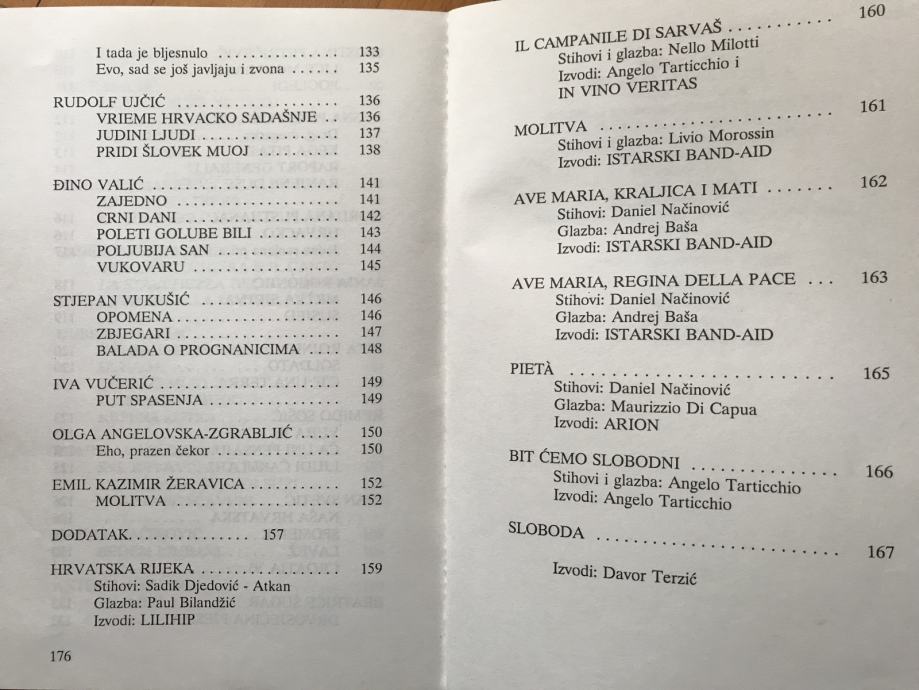 I tada je bljesnulo . . . . . . . . . . . . . . . . 133
Evo, sad se još javljaju i zvona . . . . . . 135
RUDOLF UJČIĆ . . . . . . . . . . . . . . . . . . . . 136
VRIEME HRVACKO SADAŠNJE . . 136
JUDINI LJUDI . . . . . . . . . . . . . . . . . 137
PRIDI ŠLOVEK MUOJ . . . . . . . . . . 138
ĐINO VALIĆ . . . . . . . . . . . . . . . . . . . . . . . 141
ZAJEDNO . . . . . . . . . . . . . . . . . . . . . 141
CRNI DANI . . . . . . . . . . . . . . . . . . . . 142
POLETI GOLUBE BILI . . . . . . . . . . 143
POLJUBIJA SAN . . . . . . . . . . . . . . . 144
VUKOVARU . . . . . . . . . . . . . . . . . . 145
STJEPAN VUKUŠIĆ . . . . . . . . . . . . . . . . . . 146
OPOMENA . . . . . . . . . . . . . . . . . . . . 146
ZBJEGARI . . . . . . . . . . . . . . . . . . . . 147
BALADA O PROGNANICIMA . . . . 148
IVA VUČERIĆ . . . . . . . . . . . . . . . . . . . . . . 149
PUT SPASENJA . . . . . . . . . . . . . . . . . 149
OLGA ANGELOVSKA-ZGRABLJIĆ . . . . . 150
Eho, prazen čekor . . . . . . . . . . . . . . . . 150
EMIL KAZIMIR ŽERAVICA . . . . . . . . . . . . 152
MOLITVA . . . . . . . . . . . . . . . . . . . . . 152
DODATAK. . . . . . . . . . . . . . . 157
HRVATSKA RIJEKA . . . . . . . . . . . . . . . . . . 159
Stihovi: Sadik Djedović - Atkan
Glazba: Paul Bilandžić
Izvodi: LILIHIP
176
IL CAMPANILE DI SARVAŠ . . . . . . . . . . . 160
Stihovi i glazba: Nello Milotti
Izvodi: Angelo Tarticchio i
IN VINO VERITAS
MOLITVA . . . . . . . . . . . . . . . . . . . . . . . . . 161
Stihovi i glazba: Livio Morossin
Izvodi: ISTARSKI BAND-AID
AVE MARIA, KRALJICA I MATI . . . . . . . 162
Stihovi: Daniel Načinović
Glazba: Andrej Baša
Izvodi: ISTARSKI BAND-AID
AVE MARIA, REGINA DELLA PACE . . . 163
Stihovi: Daniel Načinović
Glazba: Andrej Baša
Izvodi: ISTARSKI BAND-AID
PIETÀ . . . . . . . . . . . . . . . . . . . . . . . . . . 165
Stihovi: Daniel Načinović
Glazba: Maurizzio Di Capua
Izvodi: ARION
BIT ĆEMO SLOBODNI . . . . . . . . . . . . . . 166
Stihovi i glazba: Angelo Tarticchio
Izvodi: Angelo Tarticchio
SLOBODA . . . . . . . . . . . . . . . . . . . . . . . . 167
Izvodi: Davor Terzić